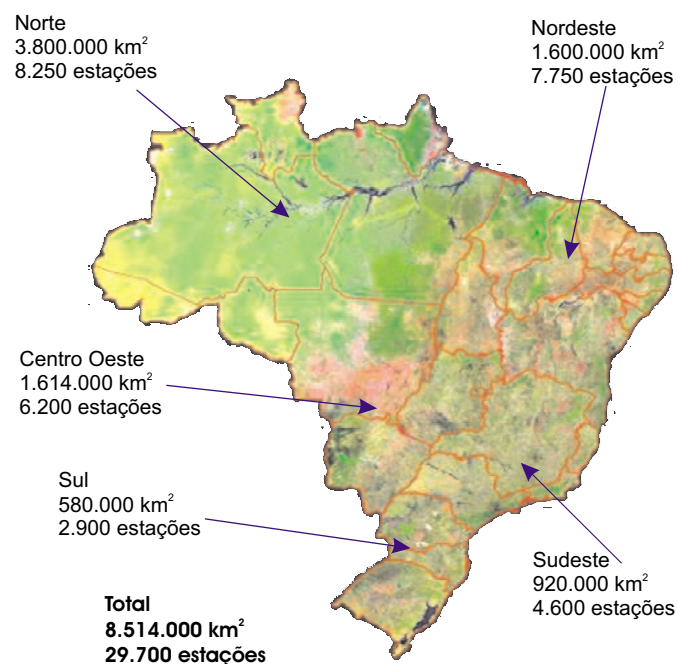 Norte
3.800.000 km²
8.250 estações
Nordeste
1.600.000 km²
7.750 estações
Centro Oeste
1.614.000 km²
6.200 estações
Sul
580.000 km²
2.900 estações
Sudeste
920.000 km²
4.600 estações
Total
8.514.000 km²
29.700 estações